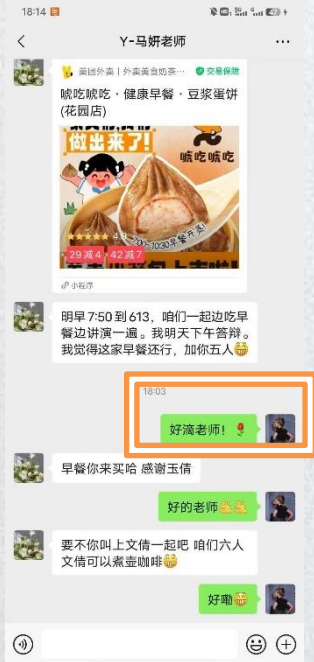 18:14
Y-马妍老师
美团外卖丨外卖美食奶茶… 交易保障
唬吃唬吃·健康早餐·豆浆蛋饼
(花园店)
做出来了!
唬吃唬吃
29减4 42减7
小程序
明早7:50到613，咱们一起边吃早
餐边讲演一遍。我明天下午答辩。
我觉得这家早餐还行，加你五人😁
18:03
好滴老师！🌹
早餐你来买哈 感谢玉倩
好的老师
要不你叫上文倩一起吧 咱们六人
文倩可以煮壶咖啡😁
好嘞😁